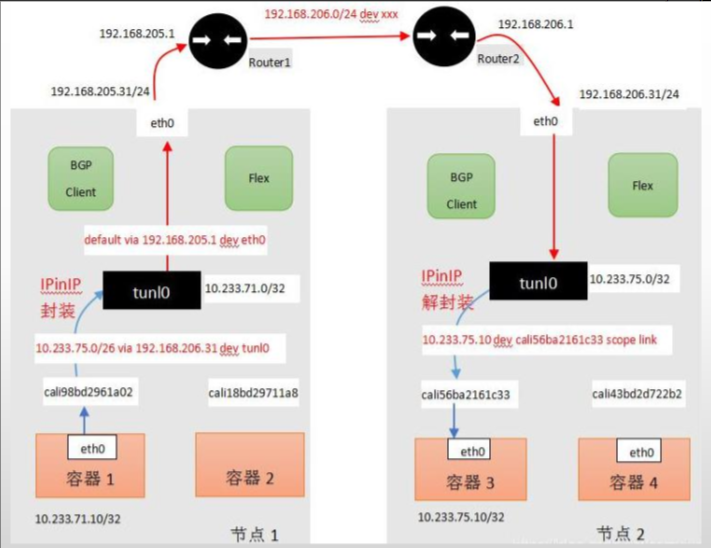 192.168.206.0/24 dev xxx
192.168.205.1
192.168.206.1
Router1
Router2
192.168.205.31/24
192.168.206.31/24
eth0
eth0
BGP
Client
Flex
BGP
Client
Flex
default via 192.168.205.1 dev eth0
IPinIP
封装
tunl0
10.233.71.0/32
IPinIP
解封装
tunl0
10.233.75.0/32
10.233.75.0/26 via 192.168.206.31 dev tunl0
10.233.75.10 dev cali56ba2161c33 scope link
cali98bd2961a02
cali18bd29711a8
cali56ba2161c33
cali43bd2d722b2
eth0
容器 1
容器 2
eth0
容器 3
eth0
容器 4
10.233.71.10/32
节点 1
10.233.75.10/32
节点 2